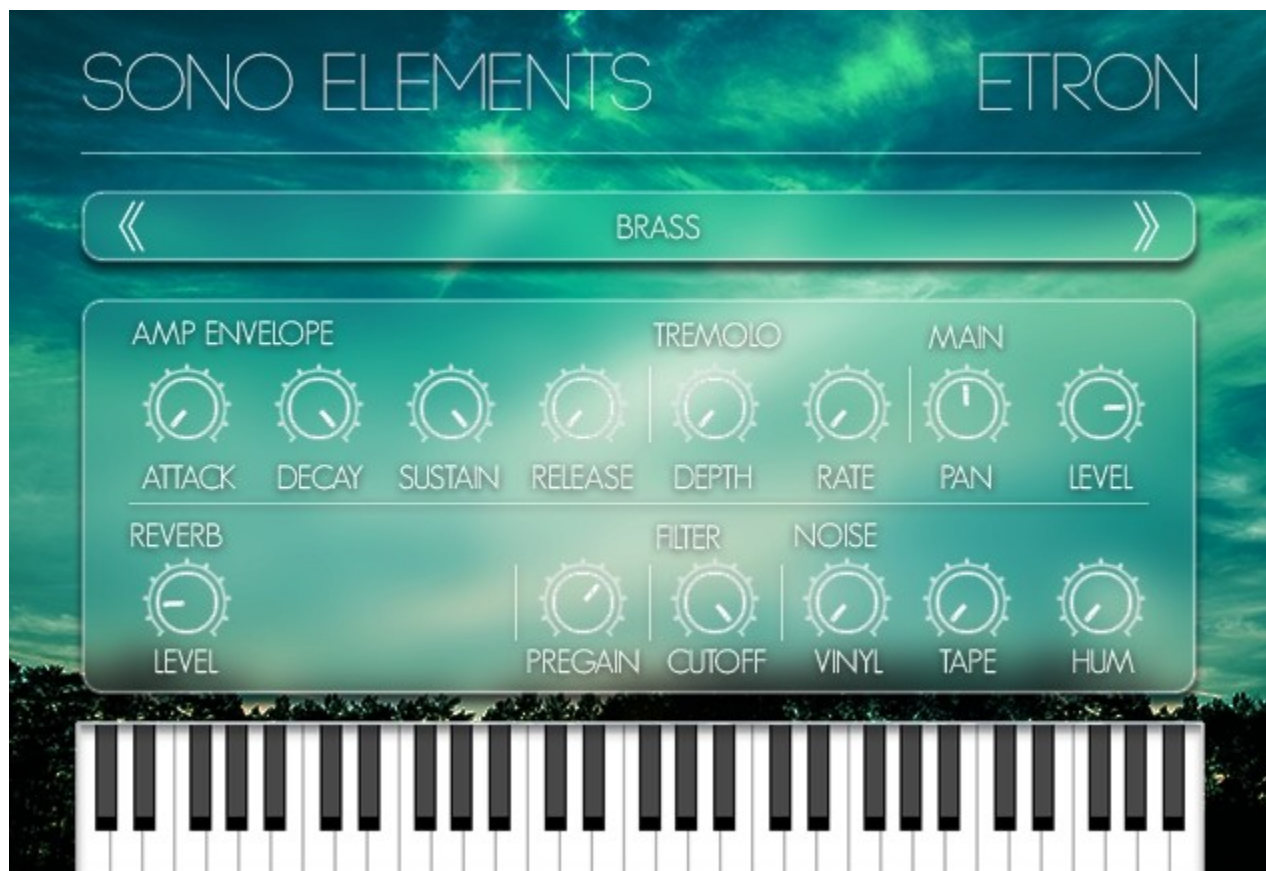 SONO ELEMENTS ETRON
BRASS
AMP ENVELOPE TREMOLO MAIN
ATTACK DECAY SUSTAIN RELEASE DEPTH RATE PAN LEVEL
REVERB FILTER NOISE
LEVEL PREGAIN CUTOFF VINYL TAPE HUM